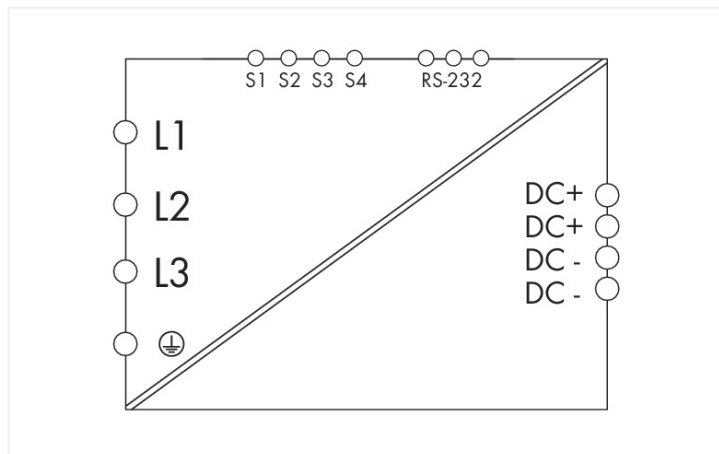 S1 S2 S3 S4 RS-232
L1
L2
L3
DC+
DC+
DC -
DC -